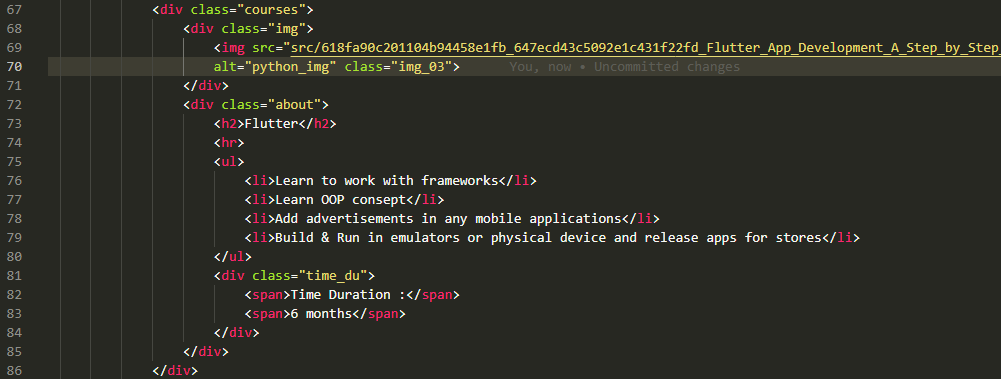 67 <div class="courses">
68 <div class="img">
69 <img src="src/618fa90c201104b94458e1fb_647ecd43c5092e1c431f22fd_Flutter_App_Development_A_Step_by_Step_
70 alt="python_img" class="img_03"> You, now • Uncommitted changes
71 </div>
72 <div class="about">
73 <h2>Flutter</h2>
74 <hr>
75 <ul>
76 <li>Learn to work with frameworks</li>
77 <li>Learn OOP consept</li>
78 <li>Add advertisements in any mobile applications</li>
79 <li>Build & Run in emulators or physical device and release apps for stores</li>
80 </ul>
81 <div class="time_du">
82 <span>Time Duration :</span>
83 <span>6 months</span>
84 </div>
85 </div>
86 </div>